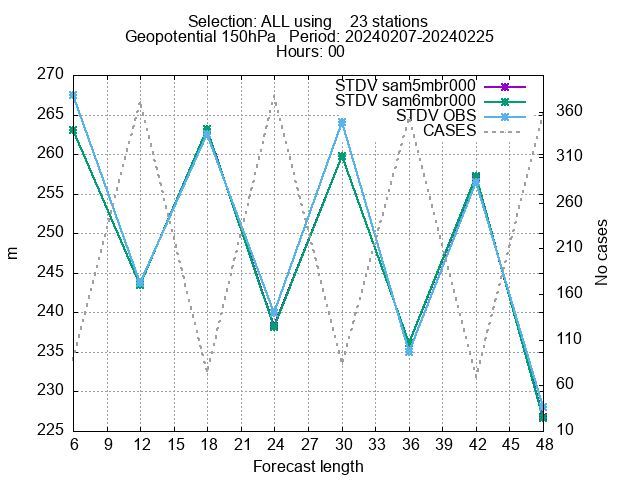 Selection: ALL using    23 stations
Geopotential 150hPa   Period: 20240207-20240225
Hours: 00
STDV sam5mbr000
STDV sam6mbr000
STDV OBS
CASES
270
265
260
255
250
245
240
235
230
225
m
360
310
260
210
160
110
60
10
No cases
6 12 15 18 21 24 27 30 33 36 39 42 45 48
Forecast length